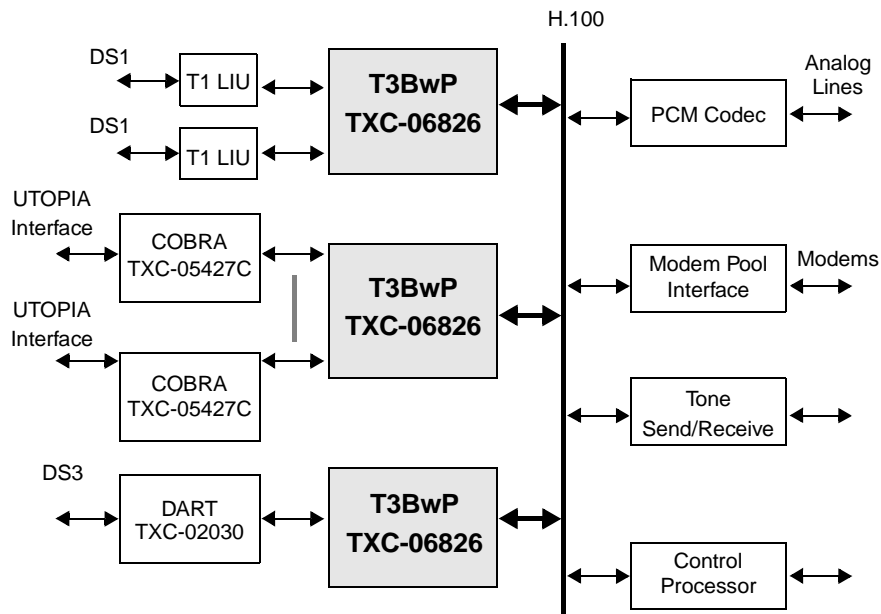 H.100
DS1
T1 LIU
DS1
T1 LIU
T3BwP
TXC-06826
PCM Codec
Analog
Lines
UTOPIA
Interface
COBRA
TXC-05427C
UTOPIA
Interface
COBRA
TXC-05427C
T3BwP
TXC-06826
Modem Pool
Interface
Modems
Tone
Send/Receive
DS3
DART
TXC-02030
T3BwP
TXC-06826
Control
Processor